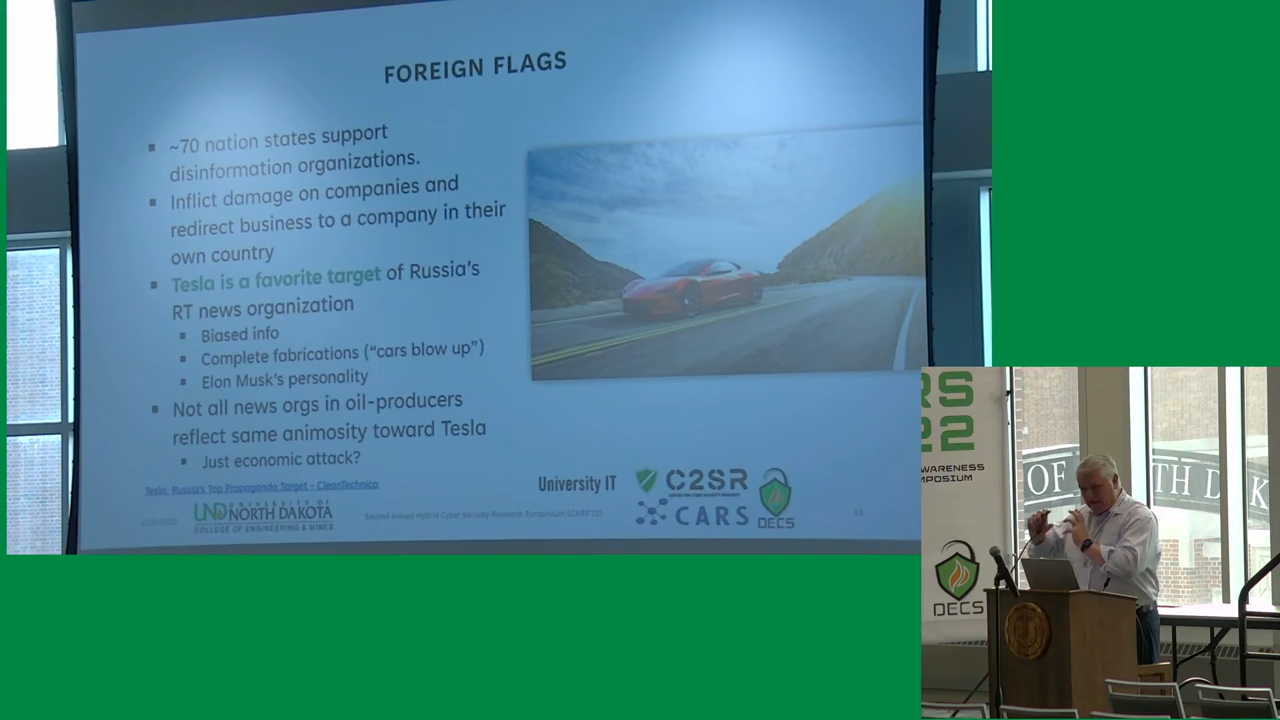 FOREIGN FLAGS
~70 nation states support
disinformation organizations.
Inflict damage on companies and
redirect business to a company in their
own country
Tesla is a favorite target of Russia's
RT news organization
Biased info
Complete fabrications ("cars blow up")
Elon Musk's personality
Not all news orgs in oil-producers
reflect same animosity toward Tesla
Just economic attack?
Tesla: Russia's Top Propaganda Target - CleanTechnica
UND
UNIVERSITY OF
NORTH DAKOTA
COLLEGE OF ENGINEERING & MINES
Second Annual Hybrid Cyber Security Research Symposium (CARS'22)
University IT
C2SR
CARS
DECS
RS
22
WARENESS
MPOSIUM
DECS
OF
TH DAK